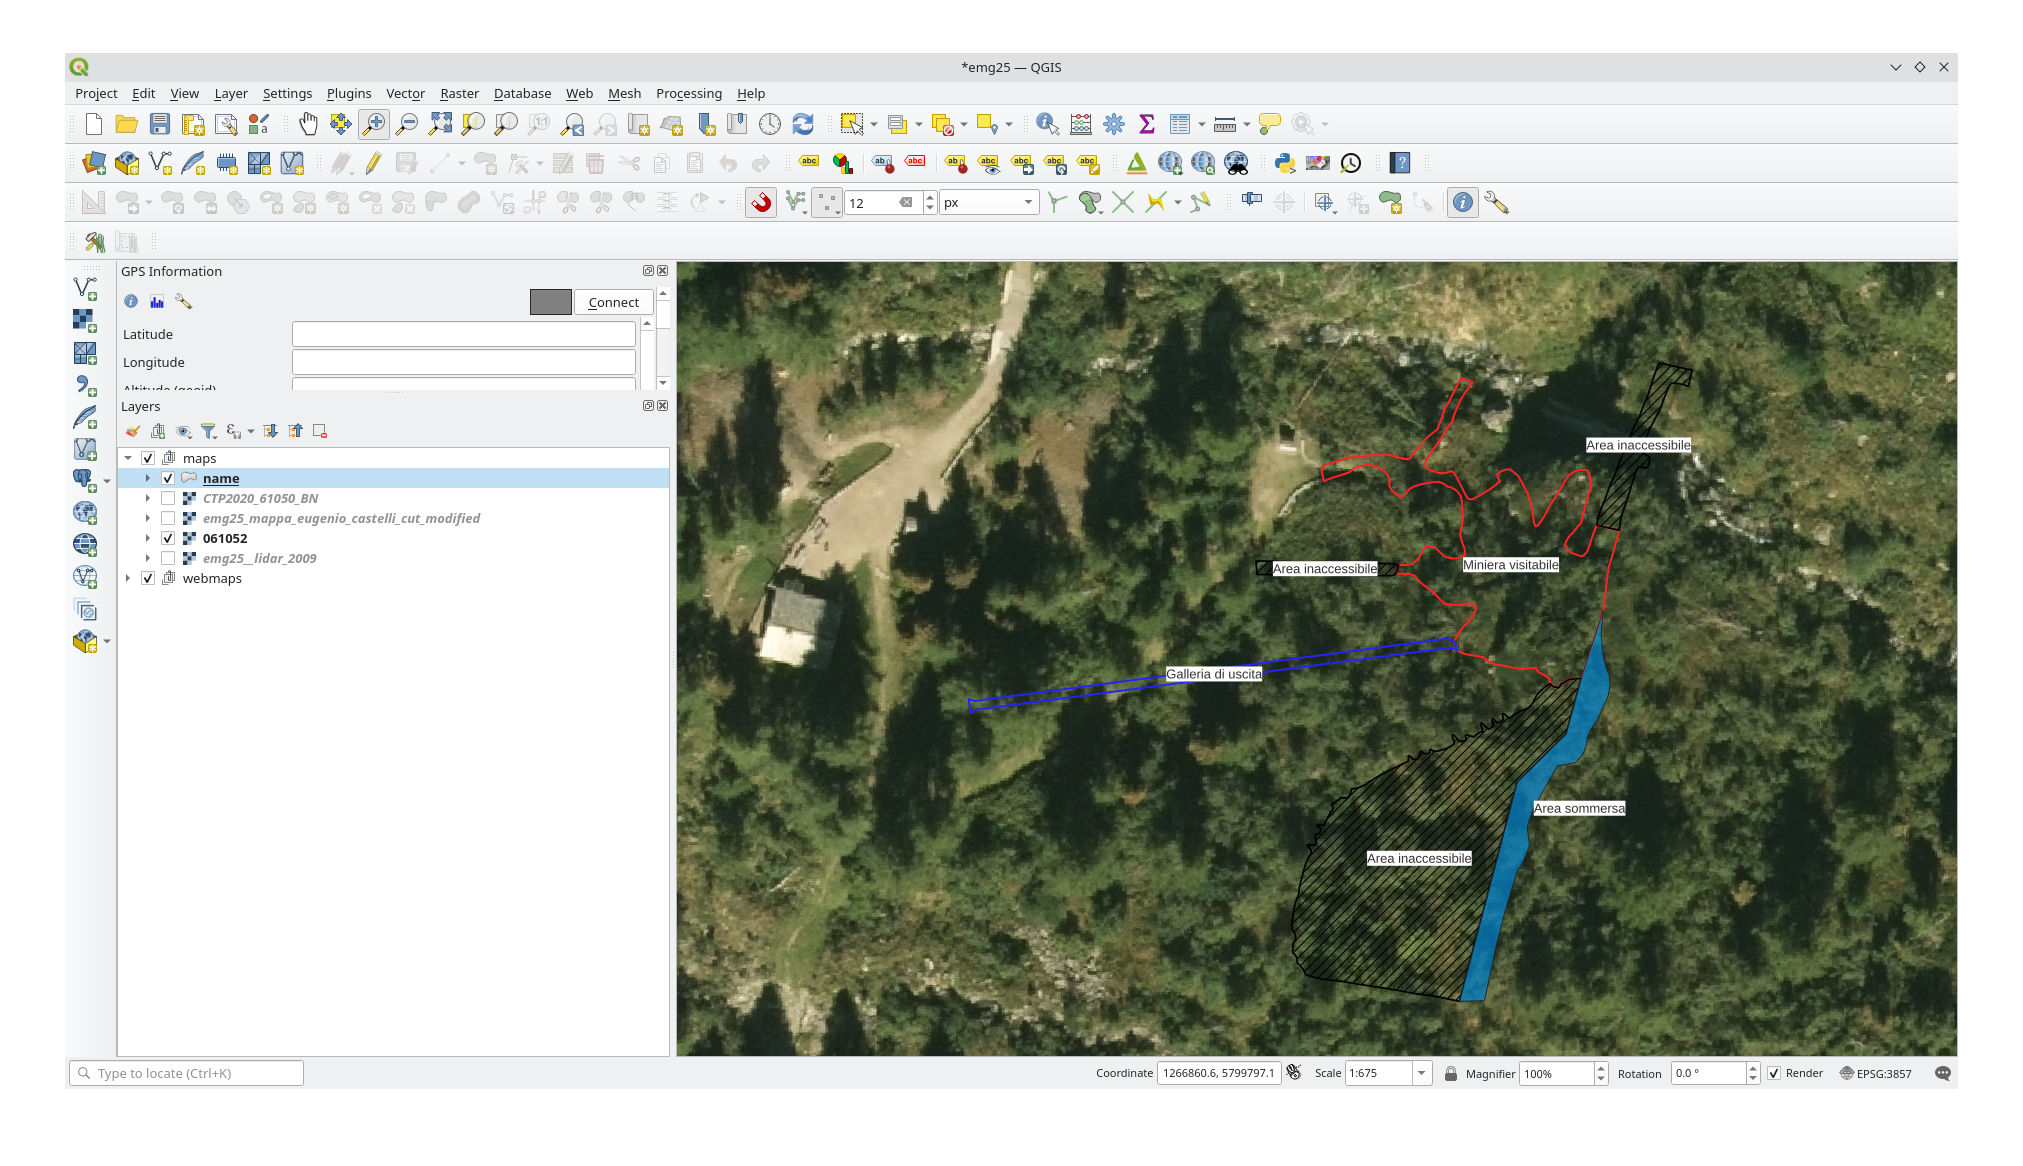 *emg25 — QGIS
Project Edit View Layer Settings Plugins Vector Raster Database Web Mesh Processing Help
12 px
GPS Information
Connect
Latitude
Longitude
Altitude (geoid)
Layers
maps
name
CTP2020_61050_BN
emg25_mappa_eugenio_castelli_cut_modified
061052
emg25__lidar_2009
webmaps
Area inaccessibile
Miniera visitabile
Area inaccessibile
Galleria di uscita
Area sommersa
Area inaccessibile
Type to locate (Ctrl+K)
Coordinate 1266860.6, 5799797.1 Scale 1:675 Magnifier 100% Rotation 0.0 ° Render EPSG:3857